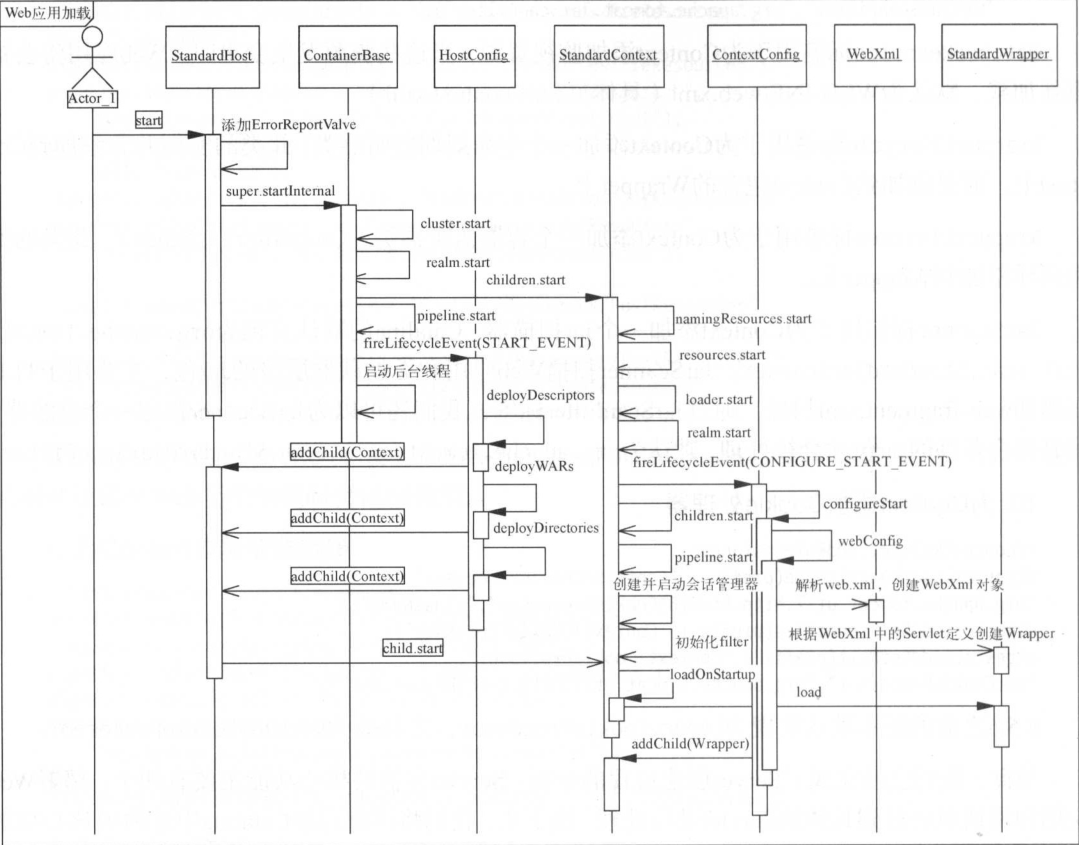 Web应用加载
StandardHost
ContainerBase
HostConfig
StandardContext
ContextConfig
WebXml
StandardWrapper
Actor_1
start
添加ErrorReportValve
super.startInternal
cluster.start
realm.start
children.start
pipeline.start
namingResources.start
fireLifecycleEvent(START_EVENT)
resources.start
启动后台线程
deployDescriptors
loader.start
realm.start
addChild(Context)
deployWARs
fireLifecycleEvent(CONFIGURE_START_EVENT)
configureStart
addChild(Context)
deployDirectories
children.start
webConfig
pipeline.start
addChild(Context)
创建并启动会话管理器
解析web.xml，创建WebXml 对象
初始化filter
根据WebXml 中的Servlet定义创建Wrapper
child.start
loadOnStartup
load
addChild(Wrapper)